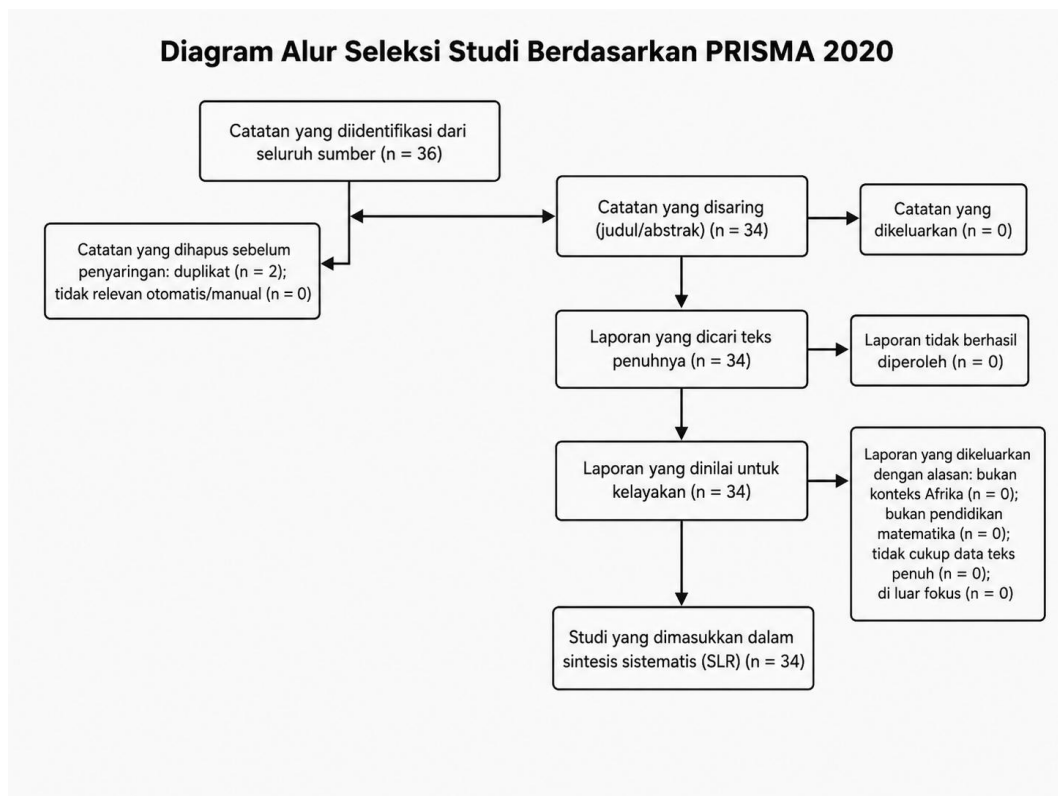 Diagram Alur Seleksi Studi Berdasarkan PRISMA 2020
Catatan yang diidentifikasi dari
seluruh sumber (n = 36)
Catatan yang dihapus sebelum
penyaringan: duplikat (n = 2);
tidak relevan otomatis/manual (n = 0)
Catatan yang disaring
(judul/abstrak) (n = 34)
Catatan yang
dikeluarkan (n = 0)
Laporan yang dicari teks
penuhnya (n = 34)
Laporan tidak berhasil
diperoleh (n = 0)
Laporan yang dinilai untuk
kelayakan (n = 34)
Laporan yang dikeluarkan
dengan alasan: bukan
konteks Afrika (n = 0);
bukan pendidikan
matematika (n = 0);
tidak cukup data teks
penuh (n = 0);
di luar fokus (n = 0)
Studi yang dimasukkan dalam
sintesis sistematis (SLR) (n = 34)